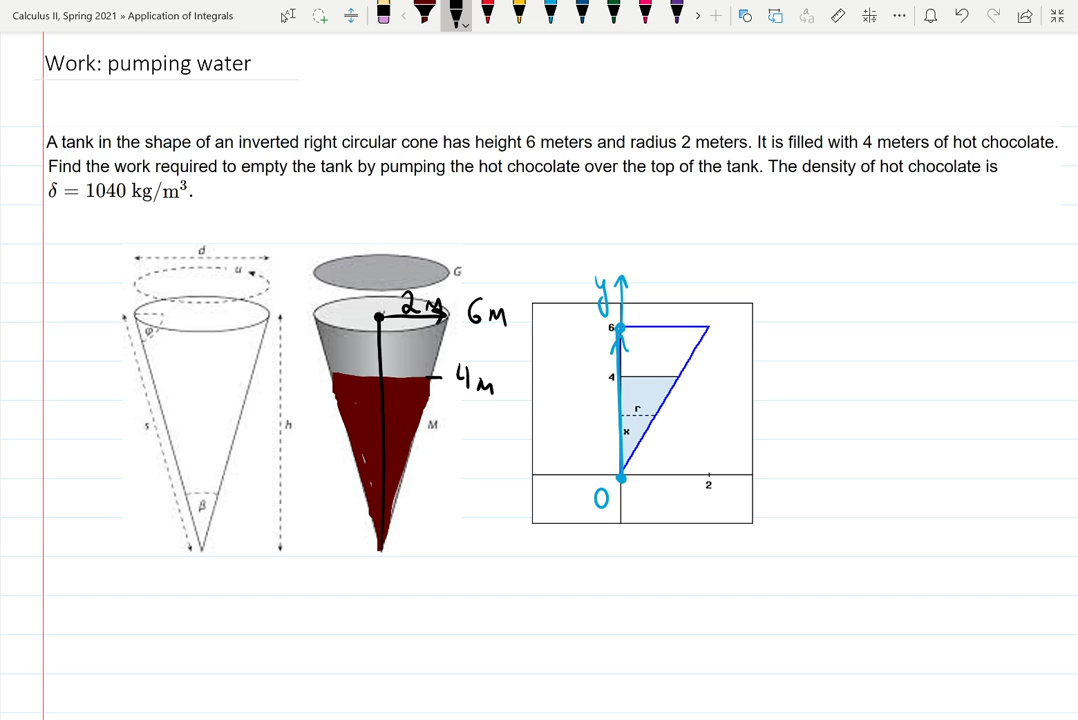 Calculus II, Spring 2021 » Application of Integrals
Work: pumping water
A tank in the shape of an inverted right circular cone has height 6 meters and radius 2 meters. It is filled with 4 meters of hot chocolate.
Find the work required to empty the tank by pumping the hot chocolate over the top of the tank. The density of hot chocolate is
δ = 1040 kg/m³.
d
u
φ
s
h
β
G
2M
6M
4M
M
y
6
4
r
x
2
0